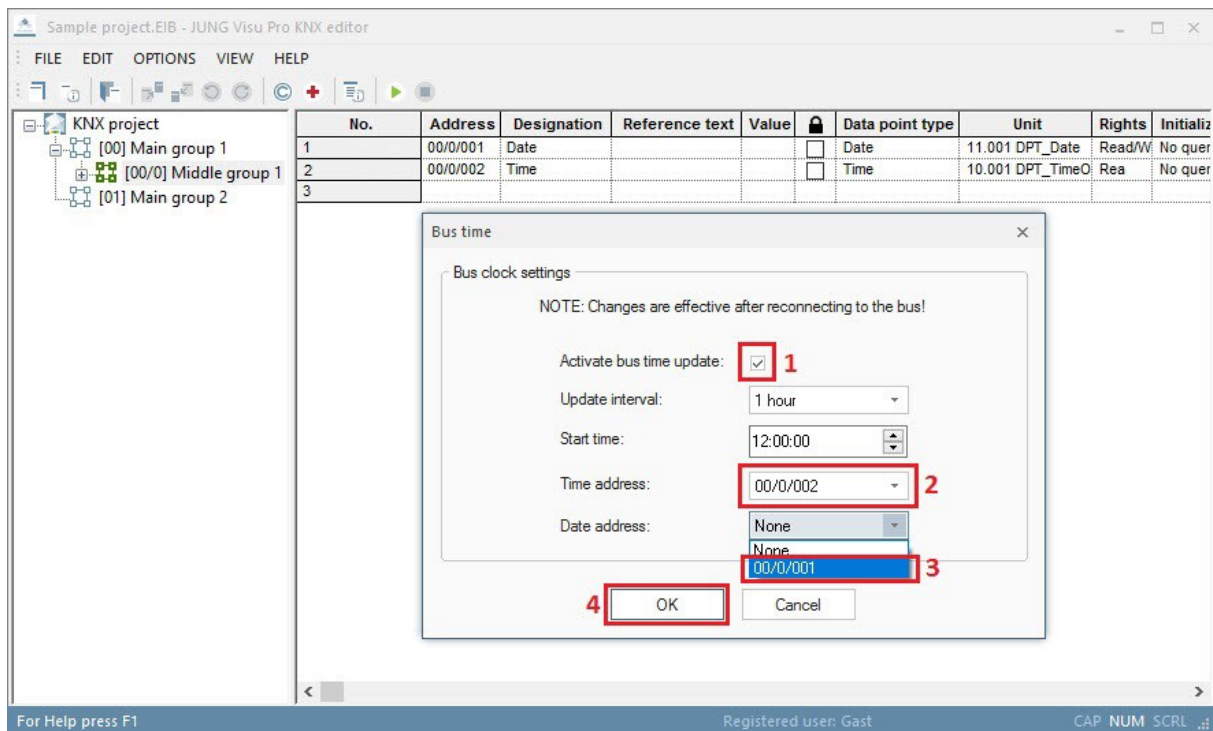 Sample project.EIB - JUNG Visu Pro KNX editor
FILE EDIT OPTIONS VIEW HELP
KNX project
[00] Main group 1
[00/0] Middle group 1
[01] Main group 2
No. Address Designation Reference text Value Data point type Unit Rights Initializ
1 00/0/001 Date Date 11.001 DPT_Date Read/W No quer
2 00/0/002 Time Time 10.001 DPT_TimeO Rea No quer
3
Bus time
Bus clock settings
NOTE: Changes are effective after reconnecting to the bus!
Activate bus time update: 1
Update interval: 1 hour
Start time: 12:00:00
Time address: 00/0/002 2
Date address: None
None
00/0/001 3
4 OK Cancel
For Help press F1 Registered user: Gast CAP NUM SCRL